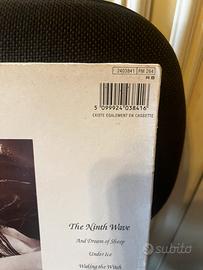 2403841 PM 264
R B
5 099924 038416
EXISTE EGALEMENT EN CASSETTE
The Ninth Wave
And Dream of Sheep
Under Ice
Waking the Witch
subito